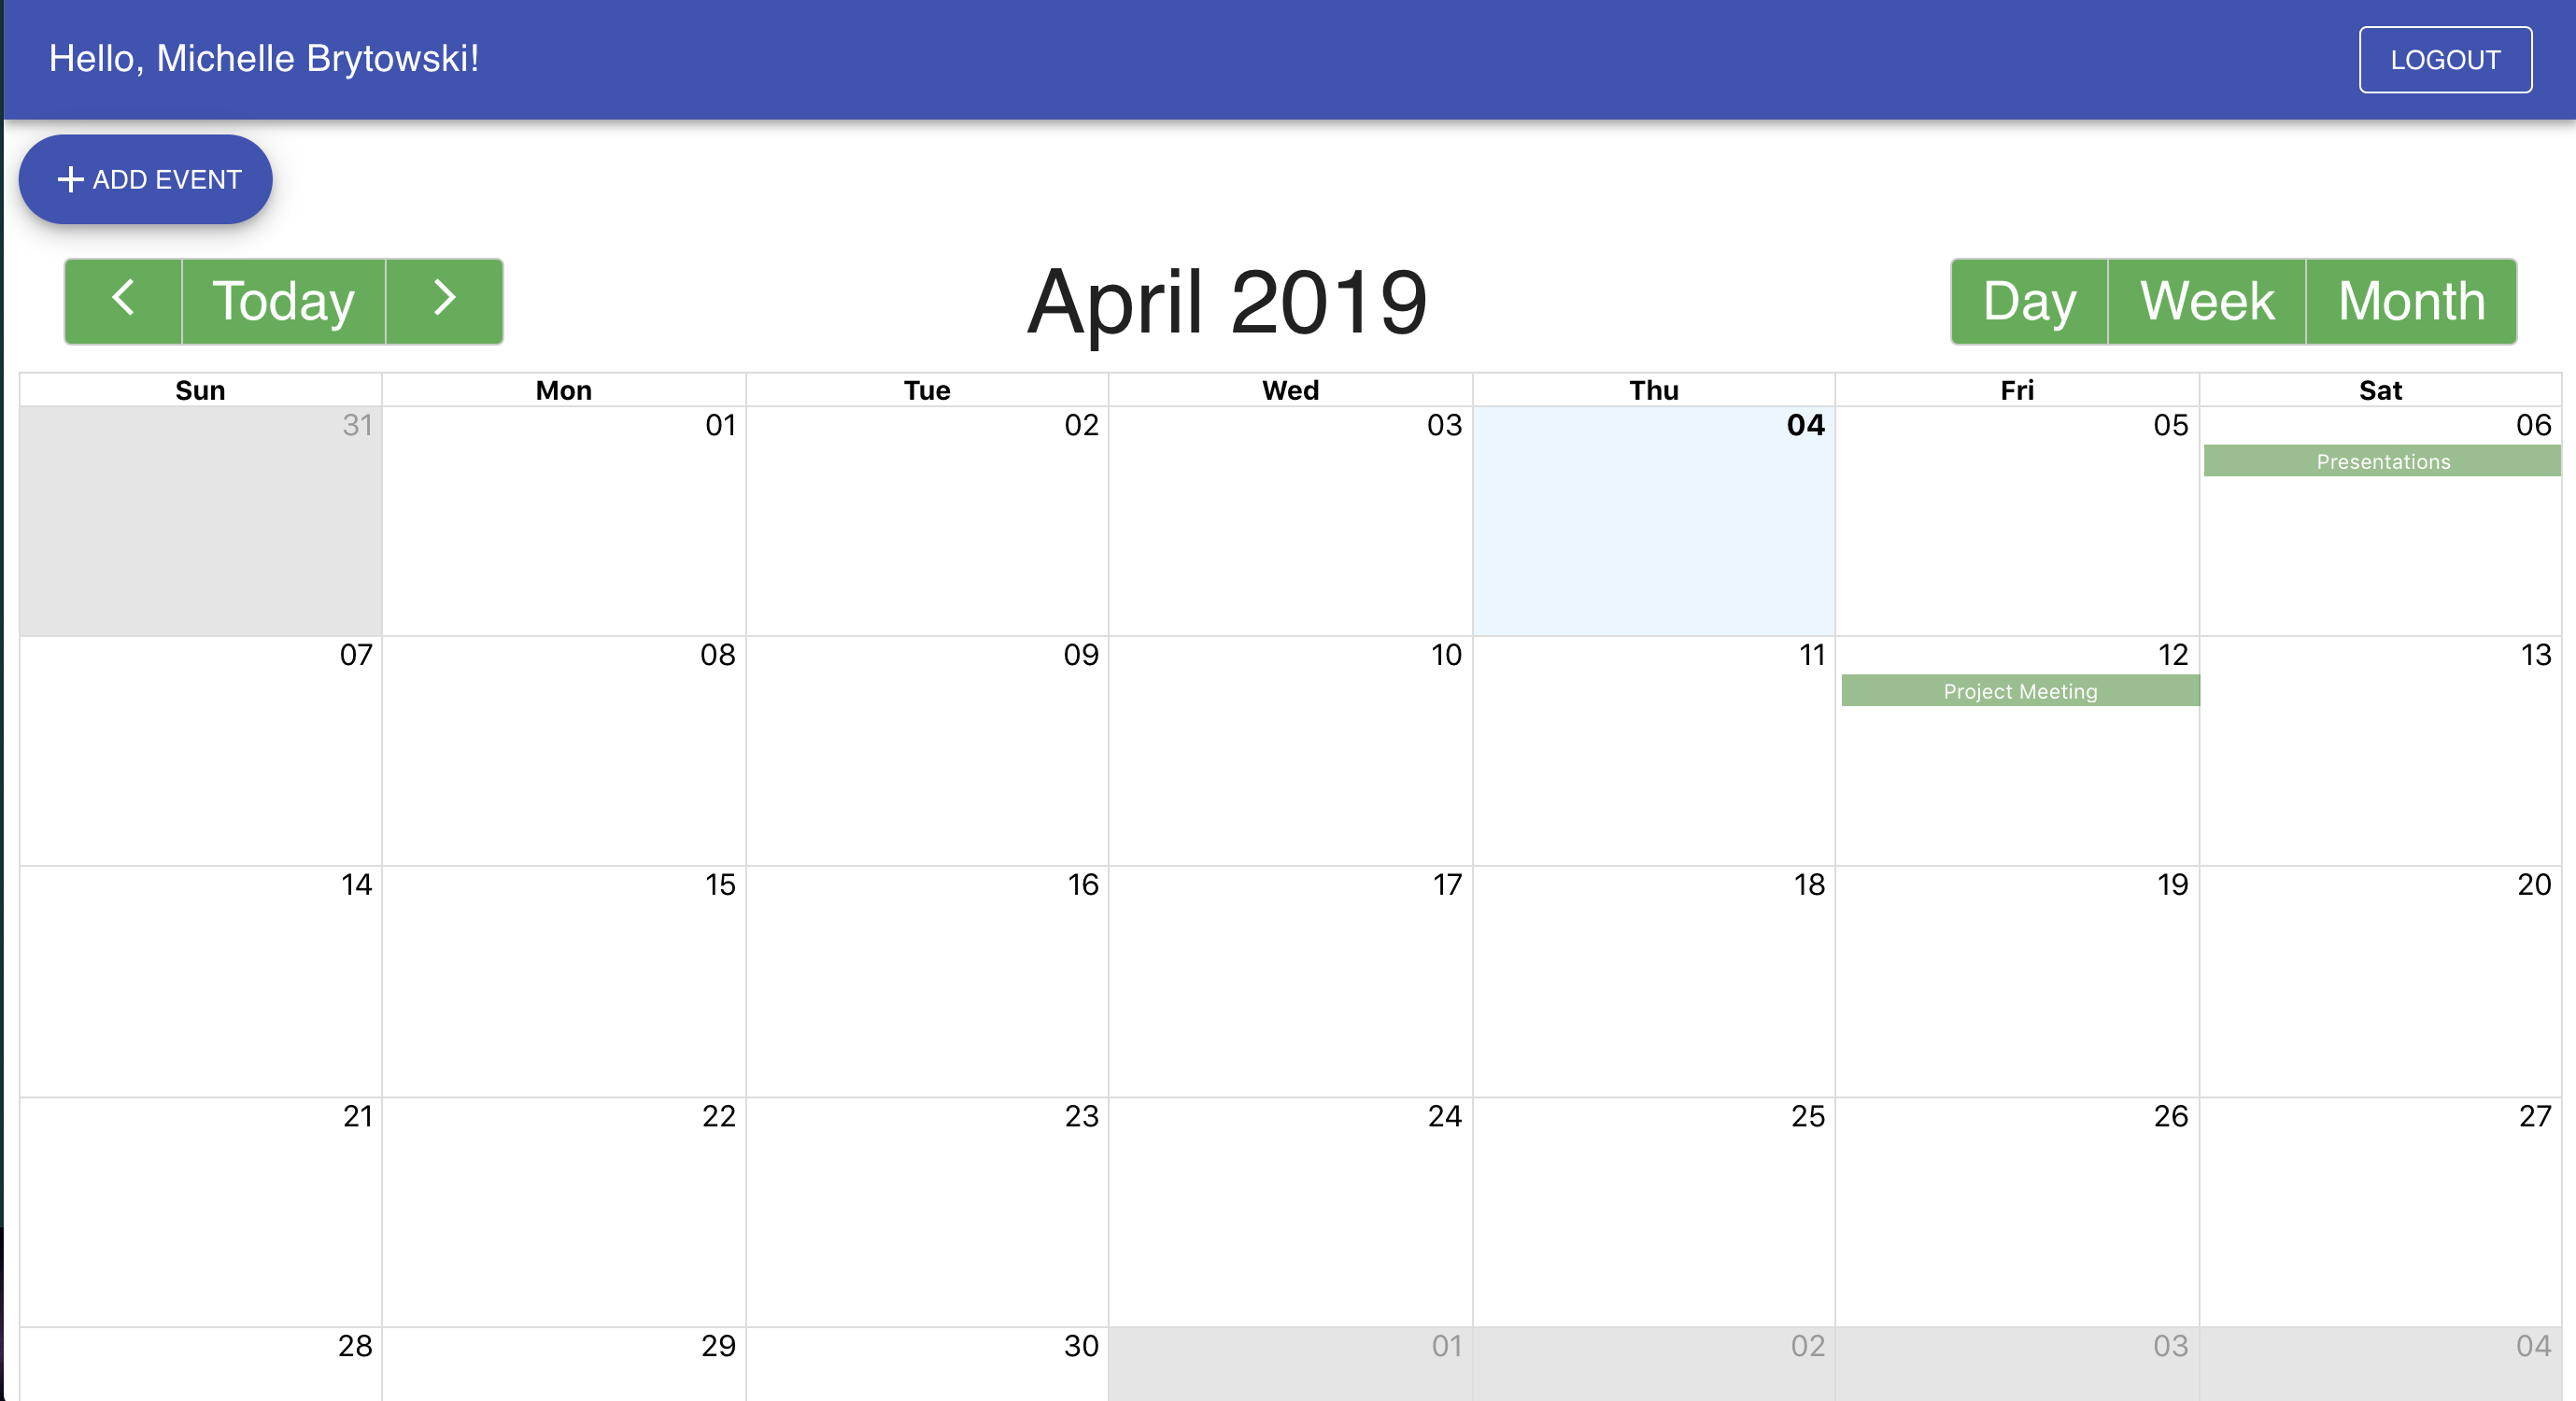 Hello, Michelle Brytowski!
LOGOUT
ADD EVENT
Today
April 2019
Day Week Month
Sun Mon Tue Wed Thu Fri Sat
31 01 02 03 04 05 06
Presentations
07 08 09 10 11 12 13
Project Meeting
14 15 16 17 18 19 20
21 22 23 24 25 26 27
28 29 30 01 02 03 04